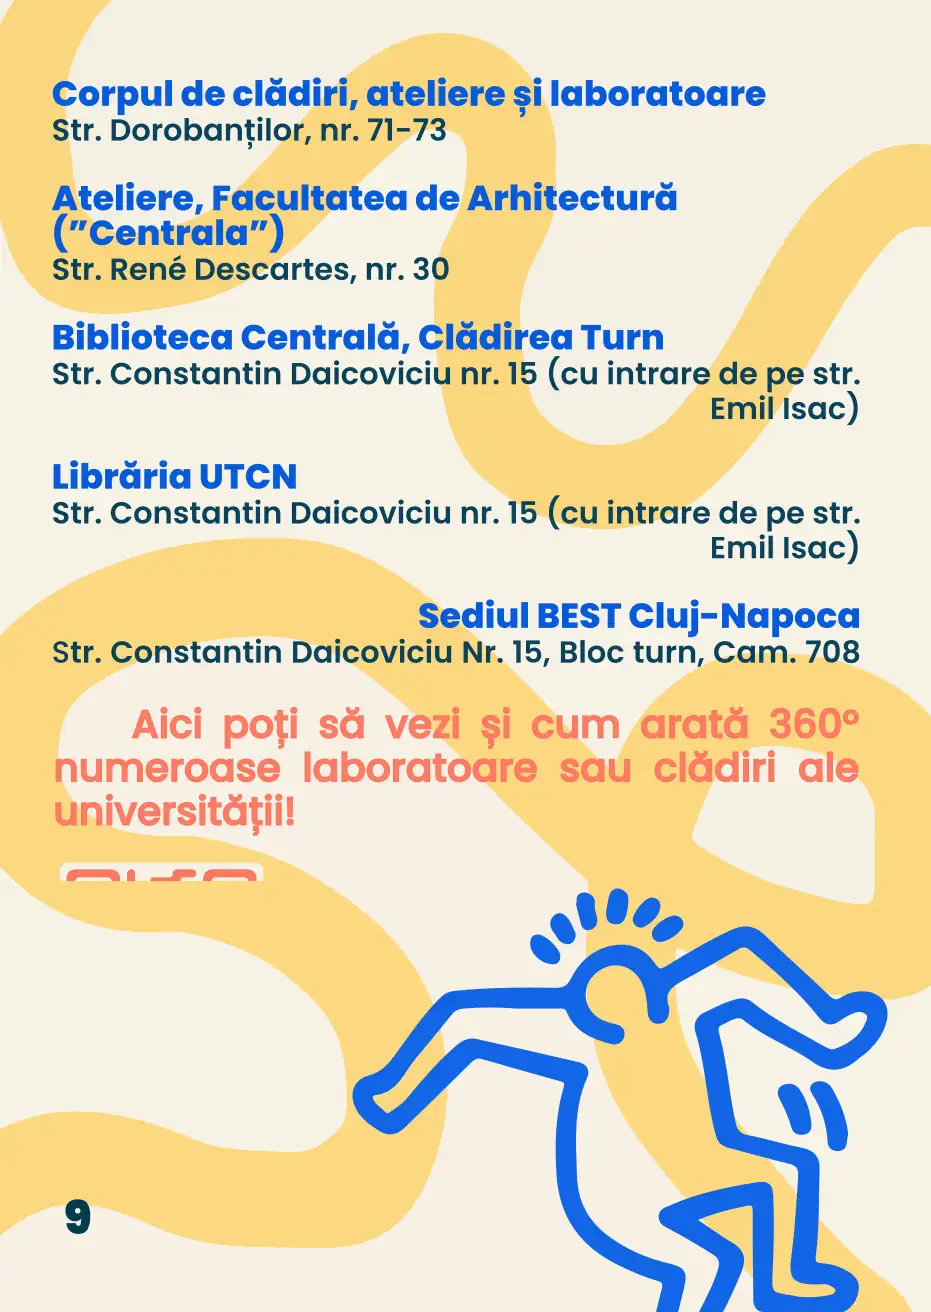 Corpul de clădiri, ateliere și laboratoare
Str. Dorobanților, nr. 71-73
Ateliere, Facultatea de Arhitectură
(”Centrala”)
Str. René Descartes, nr. 30
Biblioteca Centrală, Clădirea Turn
Str. Constantin Daicoviciu nr. 15 (cu intrare de pe str.
Emil Isac)
Librăria UTCN
Str. Constantin Daicoviciu nr. 15 (cu intrare de pe str.
Emil Isac)
Sediul BEST Cluj-Napoca
Str. Constantin Daicoviciu Nr. 15, Bloc turn, Cam. 708
Aici poți să vezi și cum arată 360°
numeroase laboratoare sau clădiri ale
universității!
9